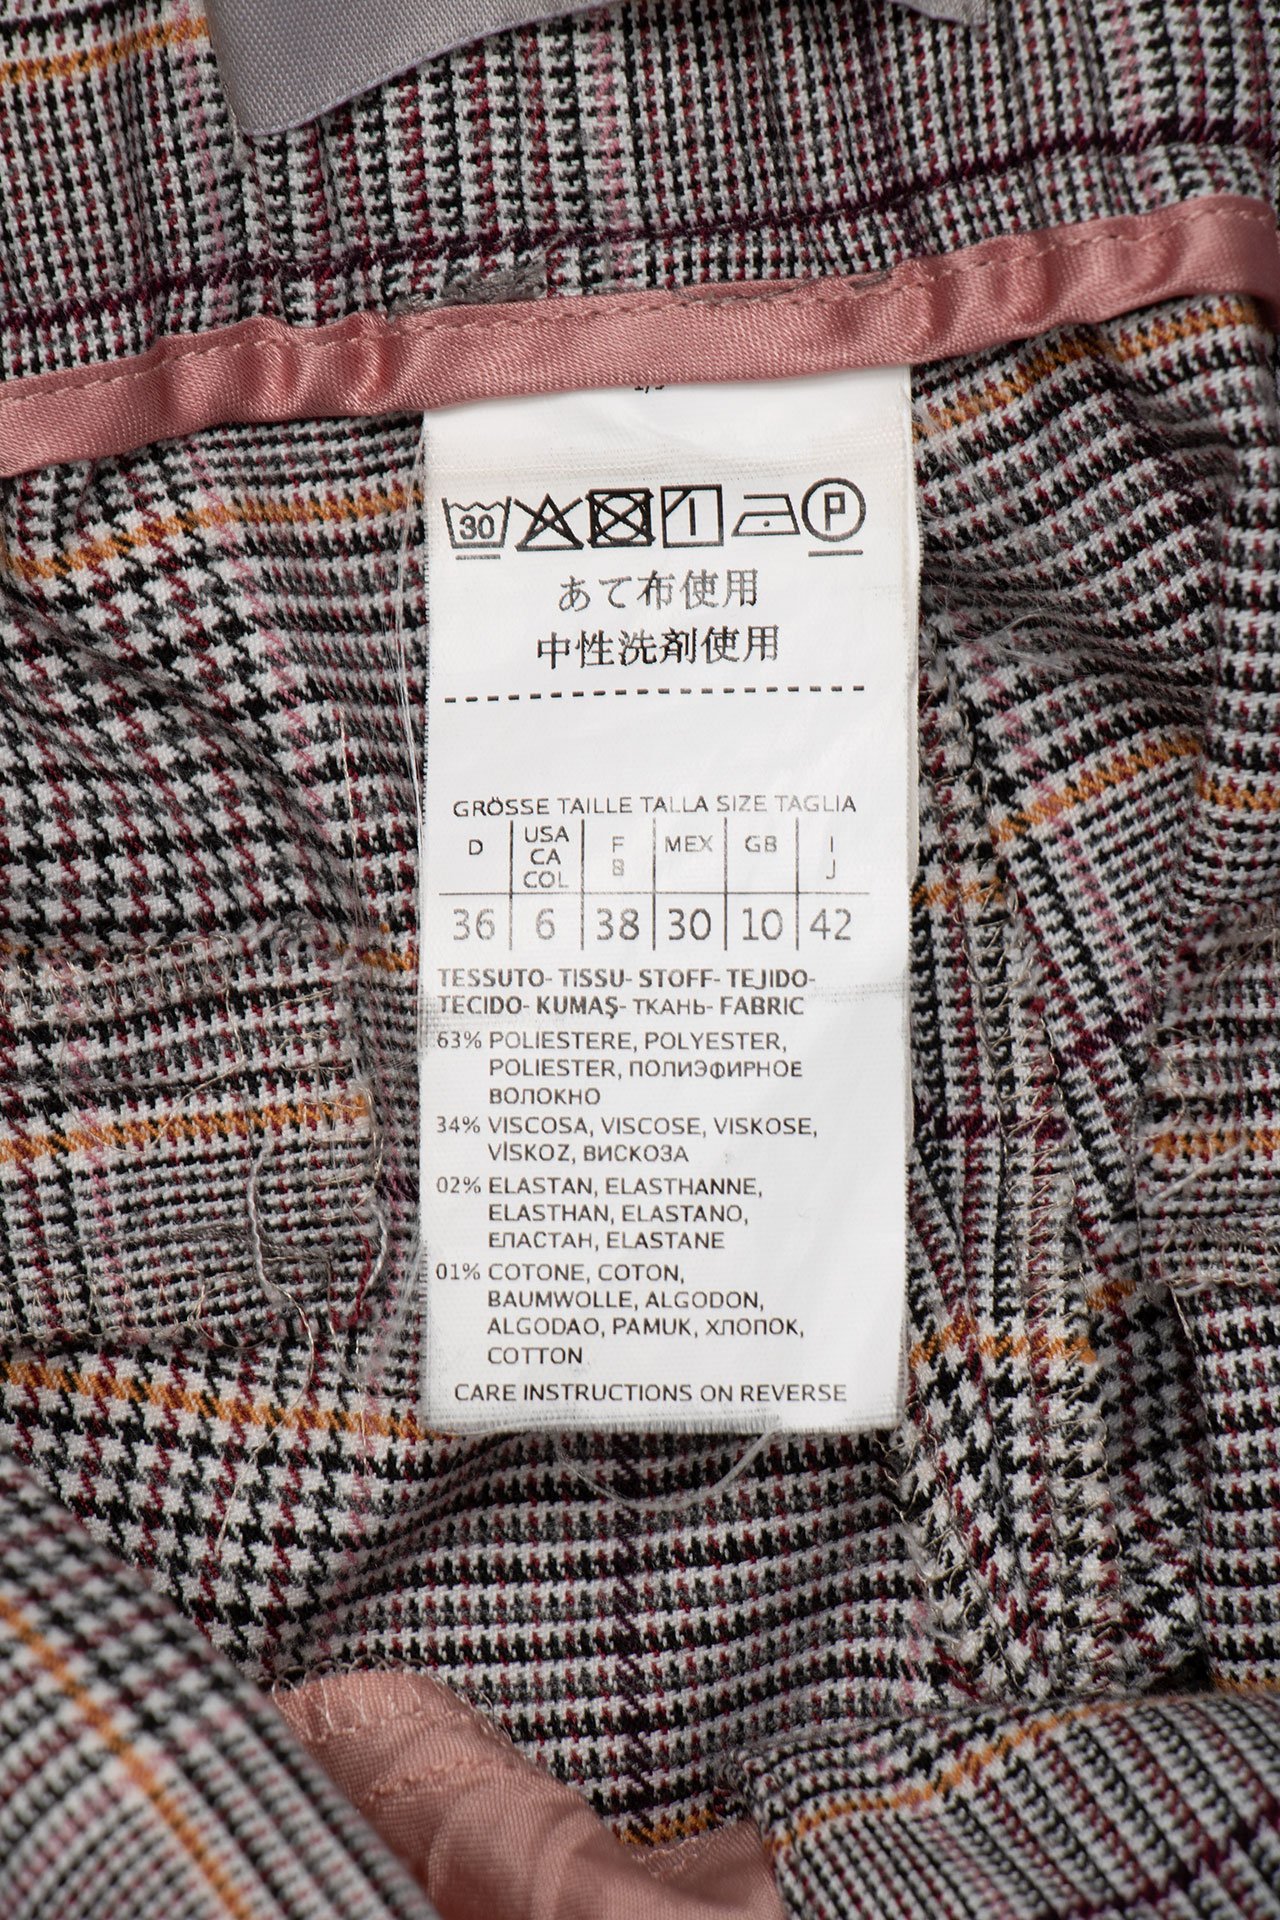 30 P
あて布使用
中性洗剤使用
GRÖSSE TAILLE TALLA SIZE TAGLIA
D USA CA COL F B MEX GB I J
36 6 38 30 10 42
TESSUTO- TISSU- STOFF- TEJIDO-
TECIDO- KUMAŞ- ТКАНЬ- FABRIC
63% POLIESTERE, POLYESTER,
POLIESTER, ПОЛИЭФИРНОЕ
ВОЛОКНО
34% VISCOSA, VISCOSE, VISKOSE,
VİSKOZ, ВИСКОЗА
02% ELASTAN, ELASTHANNE,
ELASTHAN, ELASTANO,
ЕЛАСТАН, ELASTANE
01% COTONE, COTON,
BAUMWOLLE, ALGODON,
ALGODAO, PAMUK, ХЛОПОК,
COTTON
CARE INSTRUCTIONS ON REVERSE